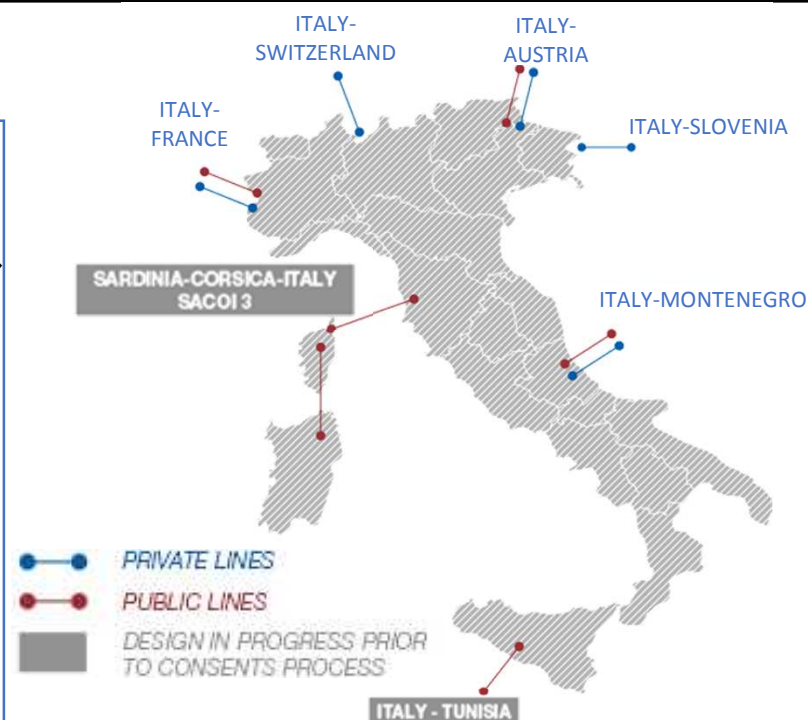 ITALY-
SWITZERLAND
ITALY-
AUSTRIA
ITALY-
FRANCE
ITALY-SLOVENIA
SARDINIA-CORSICA-ITALY
SACOI 3
ITALY-MONTENEGRO
PRIVATE LINES
PUBLIC LINES
DESIGN IN PROGRESS PRIOR
TO CONSENTS PROCESS
ITALY - TUNISIA